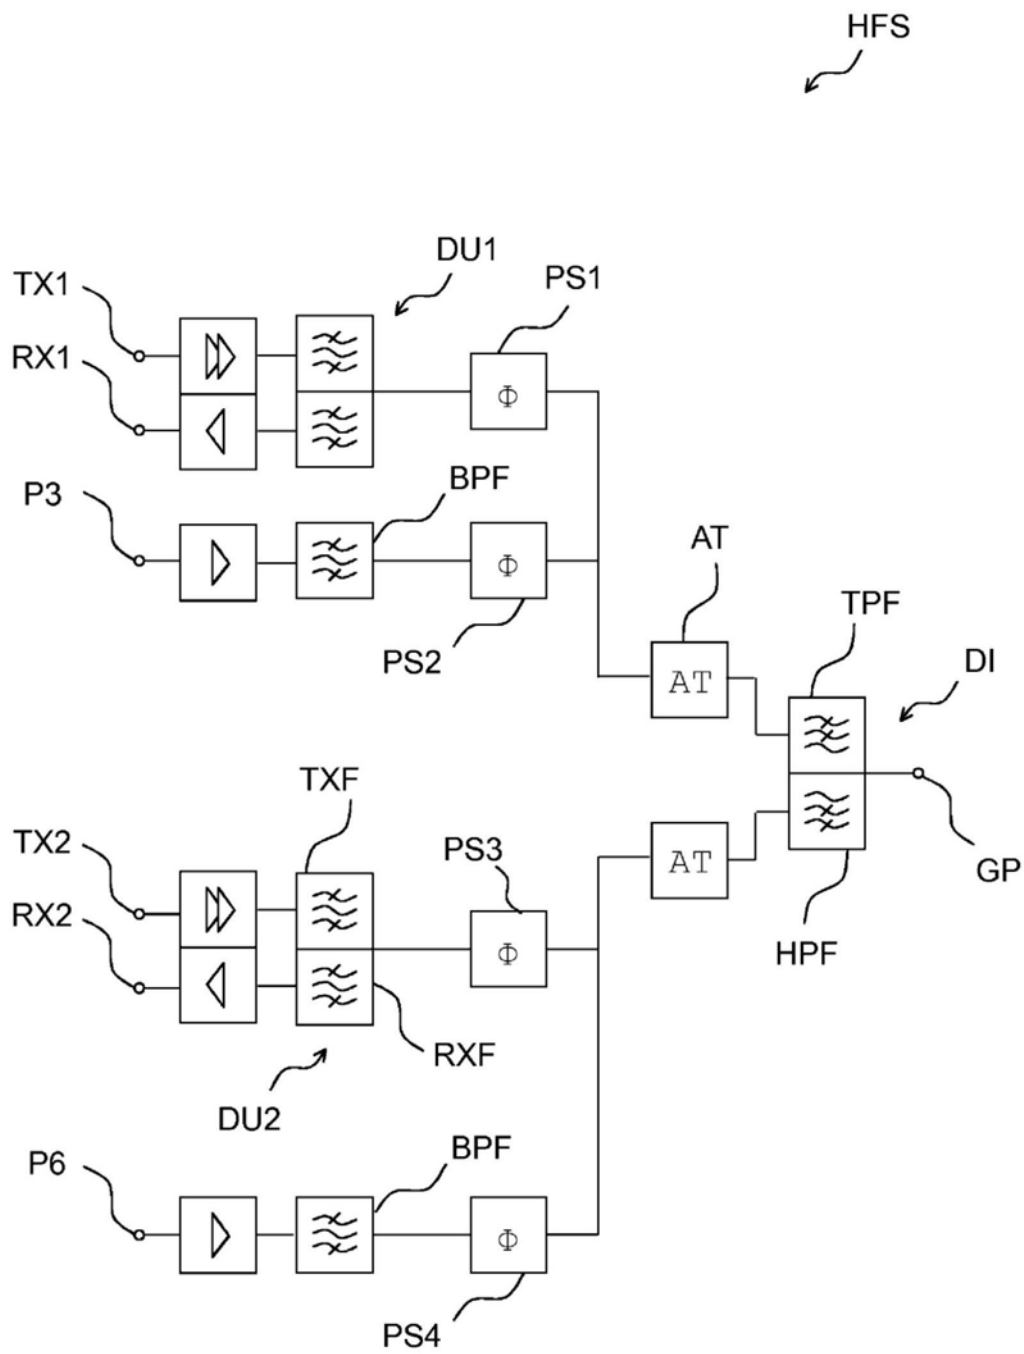 HFS
DU1
TX1
PS1
RX1
Φ
BPF
P3
AT
Φ
TPF
PS2
DI
AT
TXF
TX2
PS3
AT
GP
RX2
HPF
Φ
RXF
DU2
BPF
P6
Φ
PS4